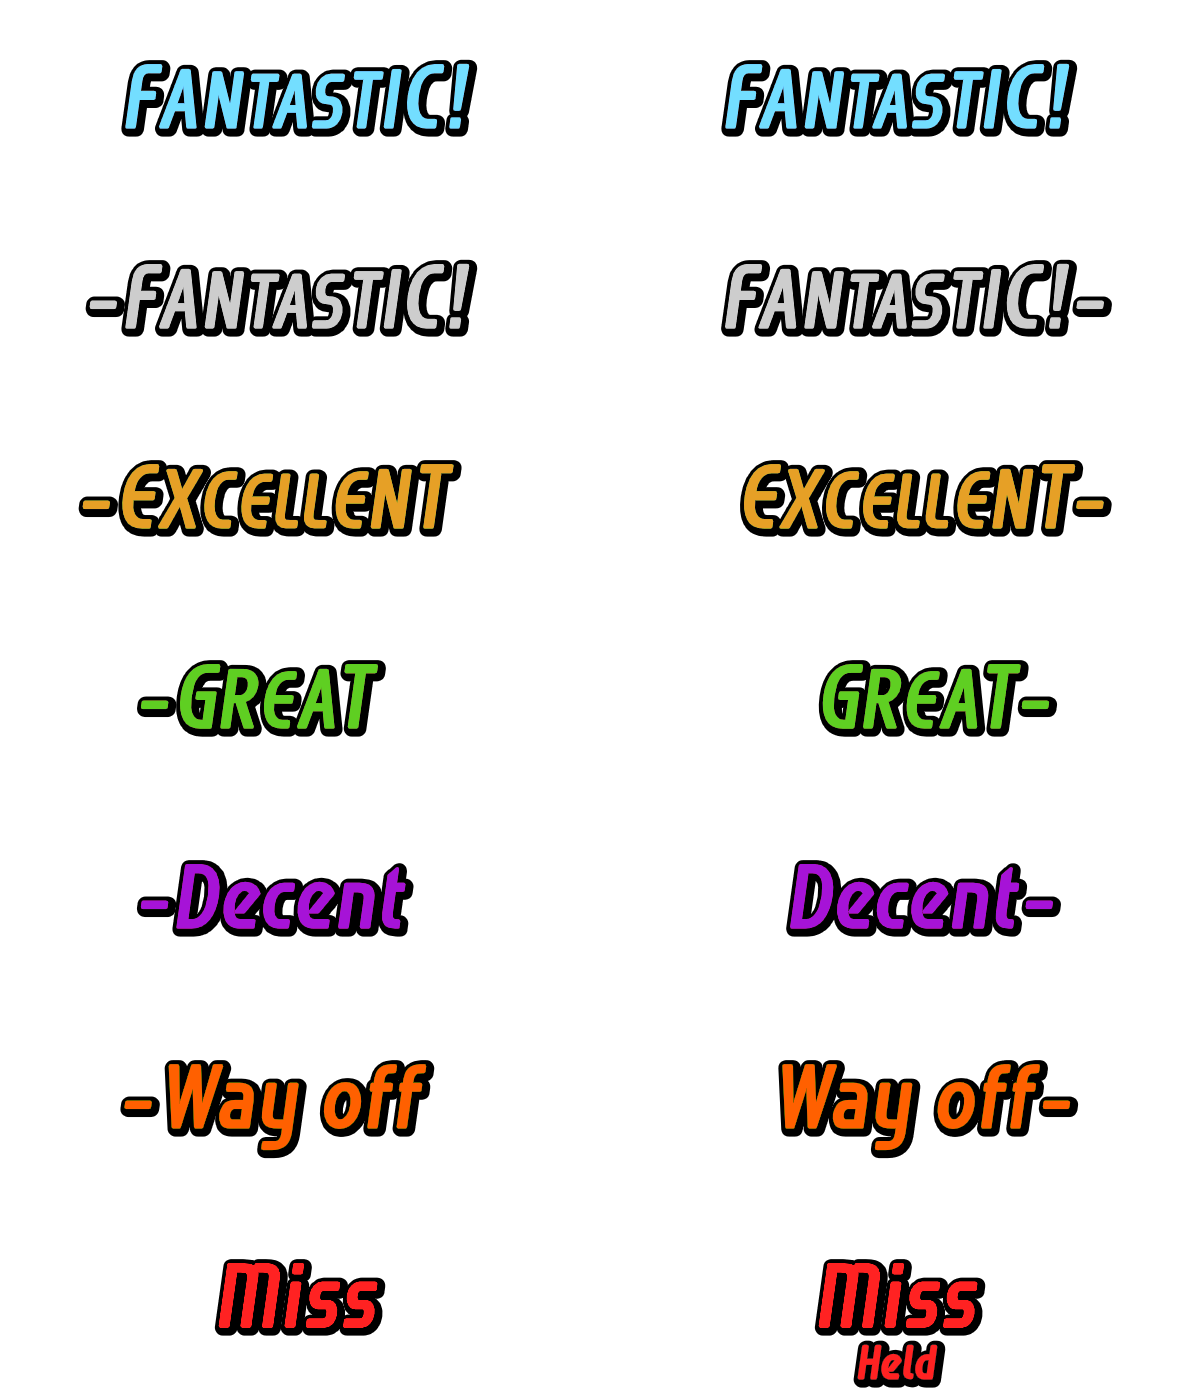 FANTASTIC! FANTASTIC!
-FANTASTIC! FANTASTIC!-
-EXCELLENT EXCELLENT-
-GREAT GREAT-
-Decent Decent-
-Way off Way off-
Miss Miss
Held